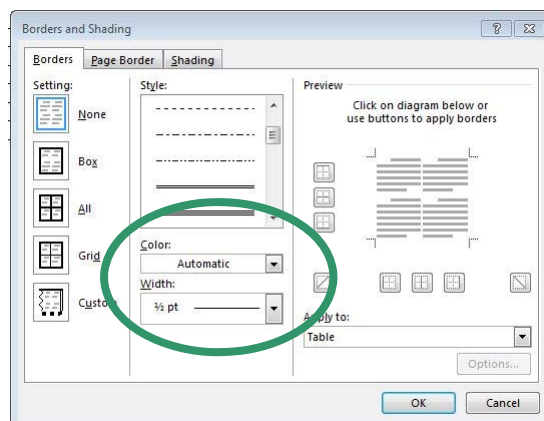 Borders and Shading
Borders
Page Border
Shading
Setting:
None
Box
All
Grid
Custom
Style:
Color:
Automatic
Width:
½ pt
Preview
Click on diagram below or
use buttons to apply borders
Apply to:
Table
Options...
OK
Cancel